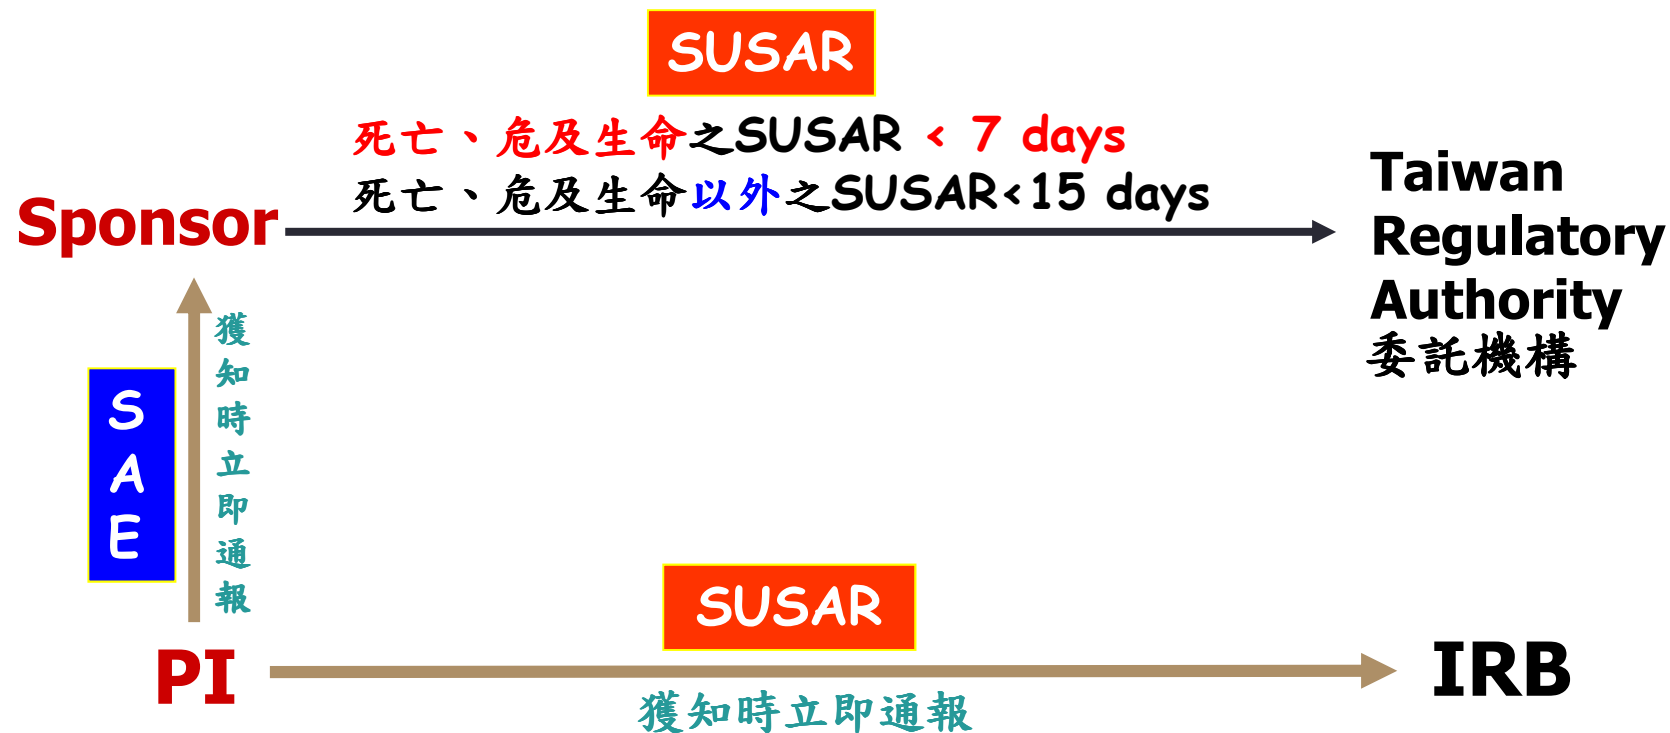 SUSAR
死亡、危及生命之SUSAR < 7 days
死亡、危及生命以外之SUSAR<15 days
Sponsor
Taiwan
Regulatory
Authority
委託機構
獲知時立即通報
SAE
SUSAR
PI
IRB
獲知時立即通報